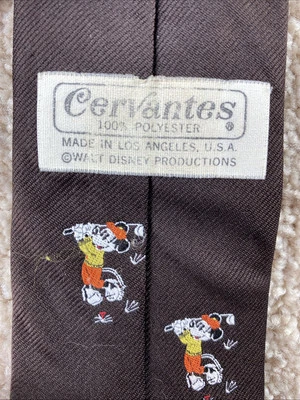 Cervantes
100% POLYESTER ®
MADE IN LOS ANGELES, U.S.A.
©WALT DISNEY PRODUCTIONS